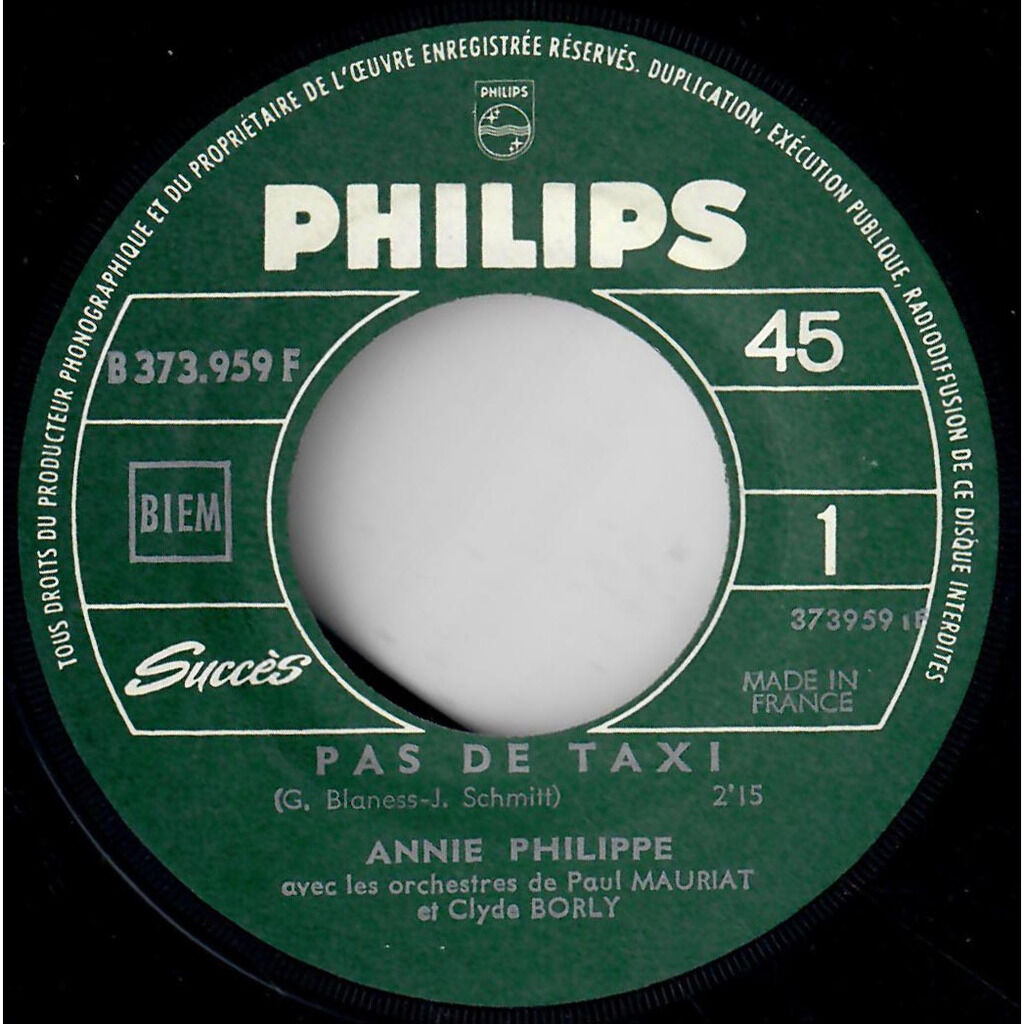 TOUS DROITS DU PRODUCTEUR PHONOGRAPHIQUE ET DU PROPRIÉTAIRE DE L'ŒUVRE ENREGISTRÉE RÉSERVÉS. DUPLICATION, EXÉCUTION PUBLIQUE, RADIODIFFUSION DE CE DISQUE INTERDITES
PHILIPS
PHILIPS
B 373.959 F
45
BIEM
1
373959 1F
Succès
MADE IN
FRANCE
PAS DE TAXI
(G. Blaness-J. Schmitt) 2'15
ANNIE PHILIPPE
avec les orchestres de Paul MAURIAT
et Clyde BORLY